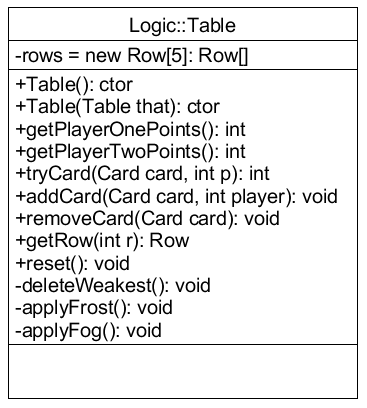 Logic::Table
-rows = new Row[5]: Row[]
+Table(): ctor
+Table(Table that): ctor
+getPlayerOnePoints(): int
+getPlayerTwoPoints(): int
+tryCard(Card card, int p): int
+addCard(Card card, int player): void
+removeCard(Card card): void
+getRow(int r): Row
+reset(): void
-deleteWeakest(): void
-applyFrost(): void
-applyFog(): void